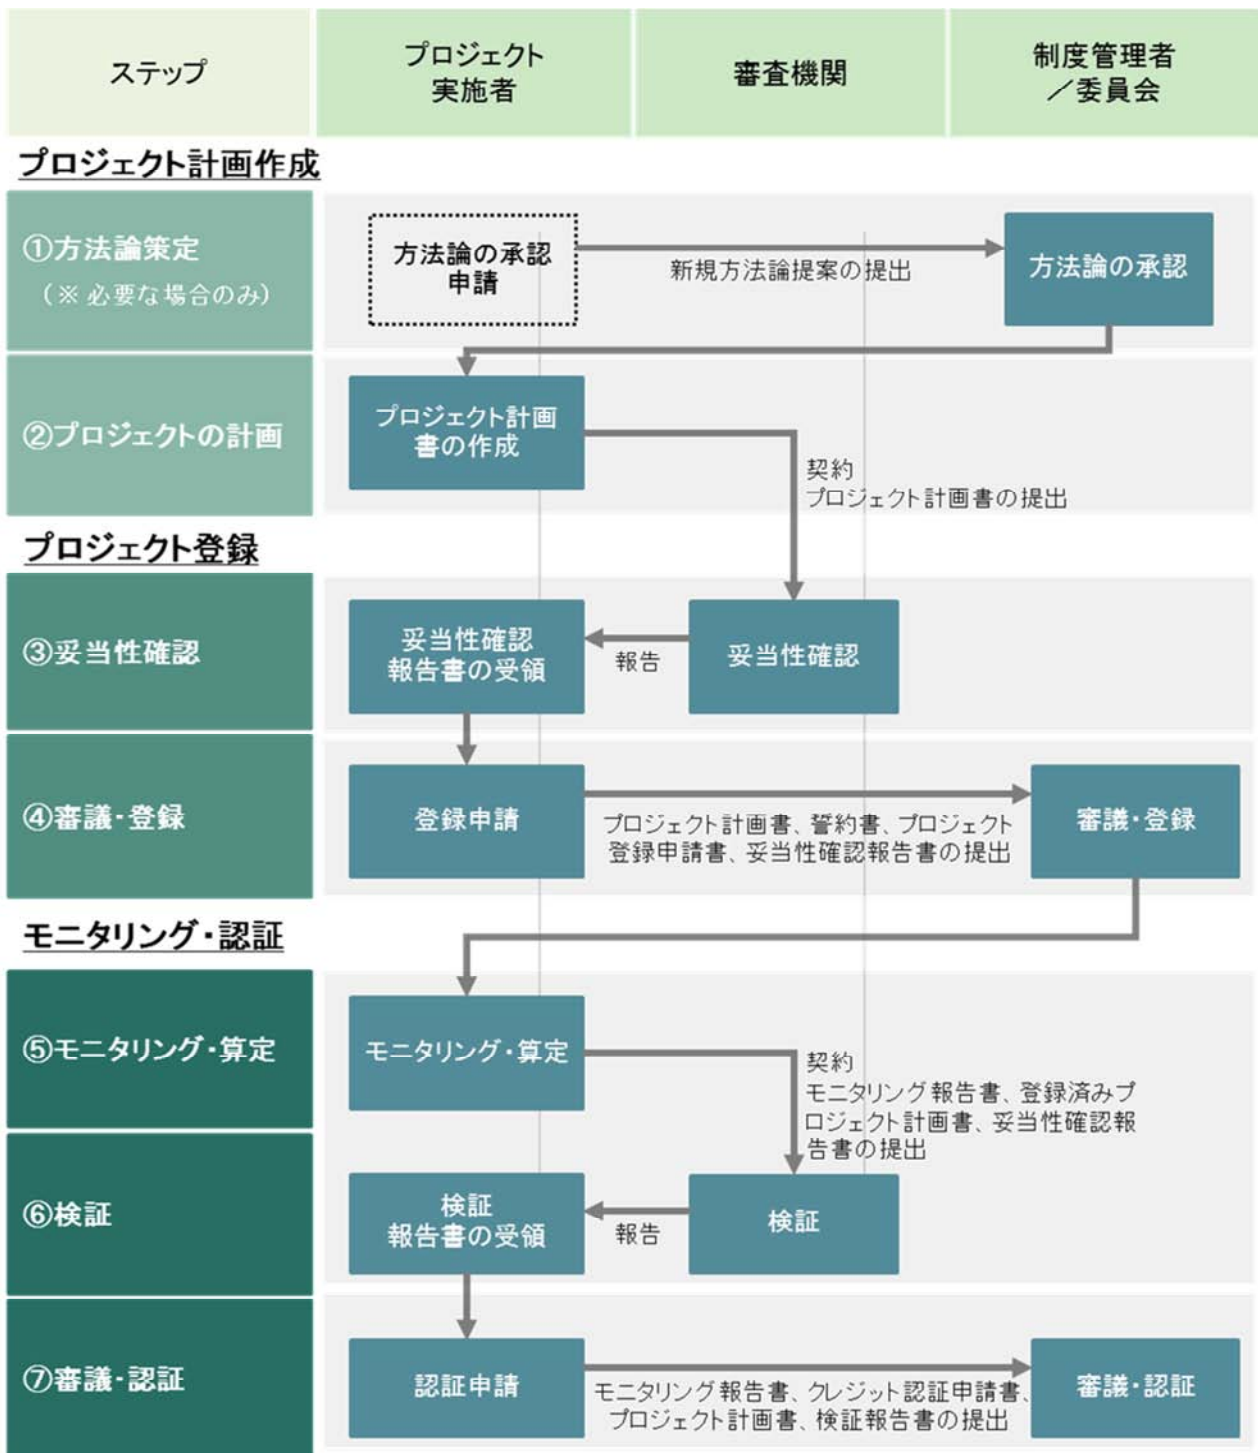 ステップ
プロジェクト
実施者
審査機関
制度管理者
／委員会
プロジェクト計画作成
①方法論策定
（※ 必要な場合のみ）
方法論の承認
申請
新規方法論提案の提出
方法論の承認
②プロジェクトの計画
プロジェクト計画
書の作成
契約
プロジェクト計画書の提出
プロジェクト登録
③妥当性確認
妥当性確認
報告書の受領
報告
妥当性確認
④審議・登録
登録申請
プロジェクト計画書、誓約書、プロジェクト
登録申請書、妥当性確認報告書の提出
審議・登録
モニタリング・認証
⑤モニタリング・算定
モニタリング・算定
契約
モニタリング報告書、登録済みプ
ロジェクト計画書、妥当性確認報
告書の提出
⑥検証
検証
報告書の受領
報告
検証
⑦審議・認証
認証申請
モニタリング報告書、クレジット認証申請書、
プロジェクト計画書、検証報告書の提出
審議・認証